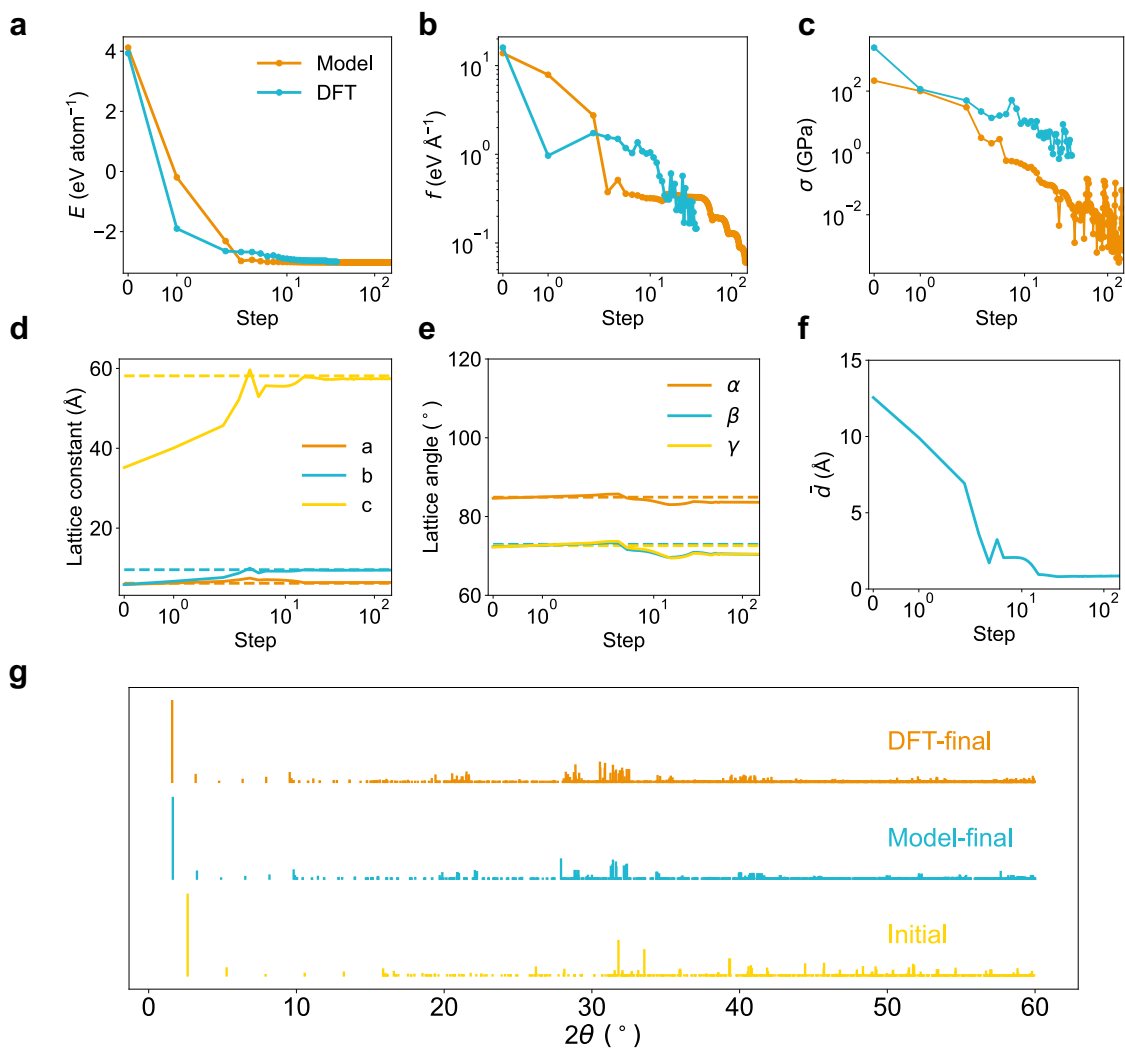 a
E (eV atom⁻¹)
4
2
0
−2
Model
DFT
0
10⁰
10¹
10²
Step
b
f (eV Å⁻¹)
10¹
10⁰
10⁻¹
0
10⁰
10¹
10²
Step
c
σ (GPa)
10²
10⁰
10⁻²
0
10¹
10²
Step
d
Lattice constant (Å)
60
40
20
a
b
c
0
10⁰
10¹
10²
Step
e
Lattice angle (°)
120
100
80
60
α
β
γ
0
10⁰
10¹
10²
Step
f
d̄ (Å)
15
10
5
0
0
10⁰
10¹
10²
Step
g
DFT-final
Model-final
Initial
0
10
20
30
40
50
60
2θ (°)